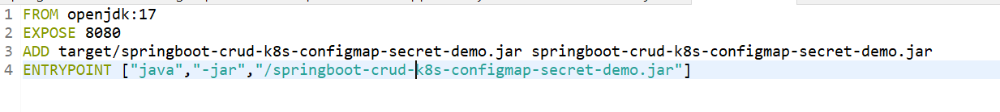 1 FROM openjdk:17
2 EXPOSE 8080
3 ADD target/springboot-crud-k8s-configmap-secret-demo.jar springboot-crud-k8s-configmap-secret-demo.jar
4 ENTRYPOINT ["java","-jar","/springboot-crud-k8s-configmap-secret-demo.jar"]